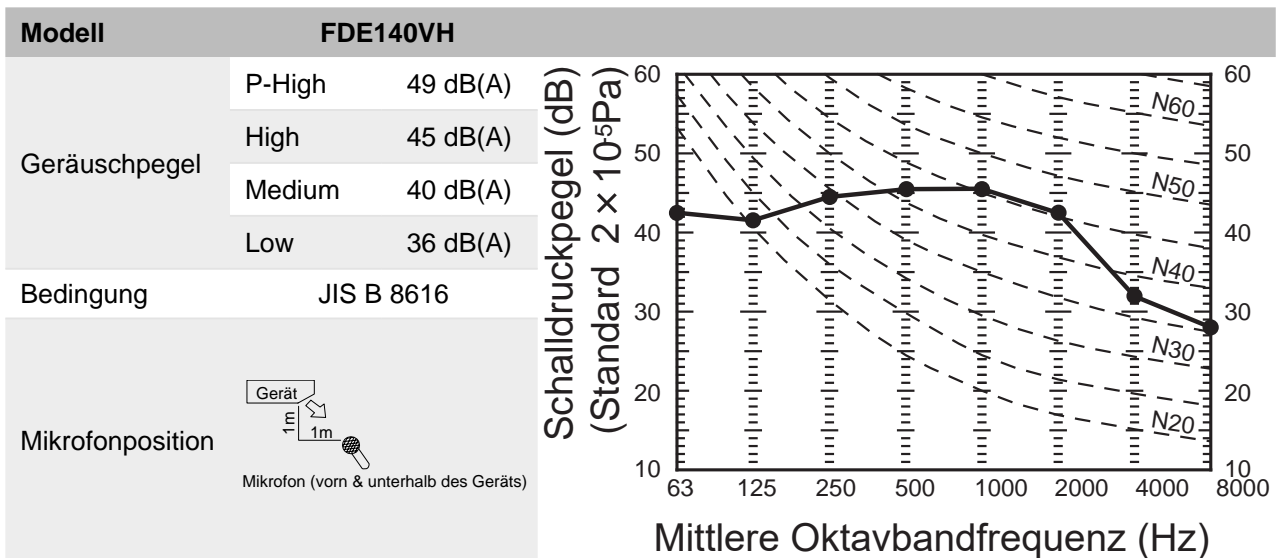 Modell FDE140VH
Geräuschpegel
P-High 49 dB(A)
High 45 dB(A)
Medium 40 dB(A)
Low 36 dB(A)
Bedingung JIS B 8616
Mikrofonposition
Gerät
1m
1m
Mikrofon (vorn & unterhalb des Geräts)
Schalldruckpegel (dB)
(Standard 2×10-5Pa)
60
50
40
30
20
10
N60
N50
N40
N30
N20
60
50
40
30
20
10
63 125 250 500 1000 2000 4000 8000
Mittlere Oktavbandfrequenz (Hz)